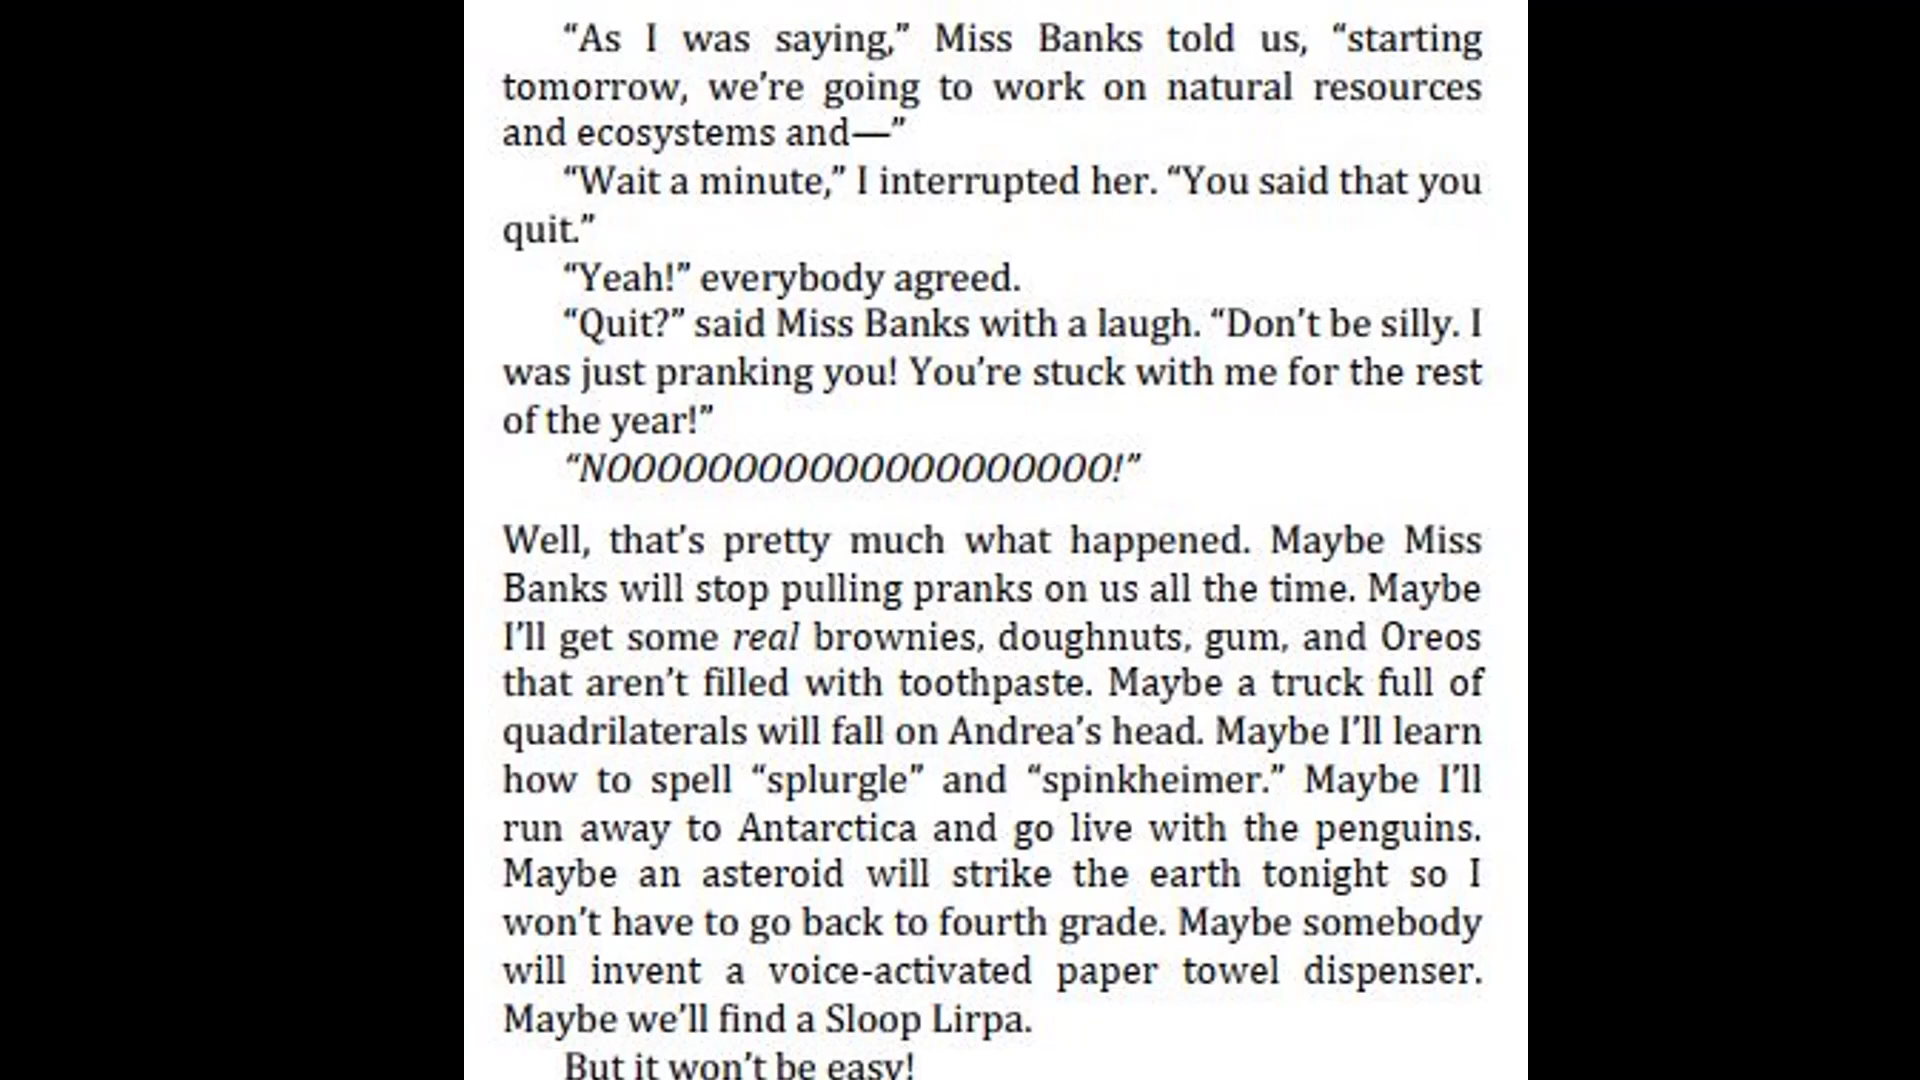 “As I was saying,” Miss Banks told us, “starting
tomorrow, we’re going to work on natural resources
and ecosystems and—”
“Wait a minute,” I interrupted her. “You said that you
quit.”
“Yeah!” everybody agreed.
“Quit?” said Miss Banks with a laugh. “Don’t be silly. I
was just pranking you! You’re stuck with me for the rest
of the year!”
“NOOOOOOOOOOOOOOOOOOOO!”
Well, that’s pretty much what happened. Maybe Miss
Banks will stop pulling pranks on us all the time. Maybe
I’ll get some real brownies, doughnuts, gum, and Oreos
that aren’t filled with toothpaste. Maybe a truck full of
quadrilaterals will fall on Andrea’s head. Maybe I’ll learn
how to spell “splurgle” and “spinkheimer.” Maybe I’ll
run away to Antarctica and go live with the penguins.
Maybe an asteroid will strike the earth tonight so I
won’t have to go back to fourth grade. Maybe somebody
will invent a voice-activated paper towel dispenser.
Maybe we’ll find a Sloop Lirpa.
But it won’t be easy!